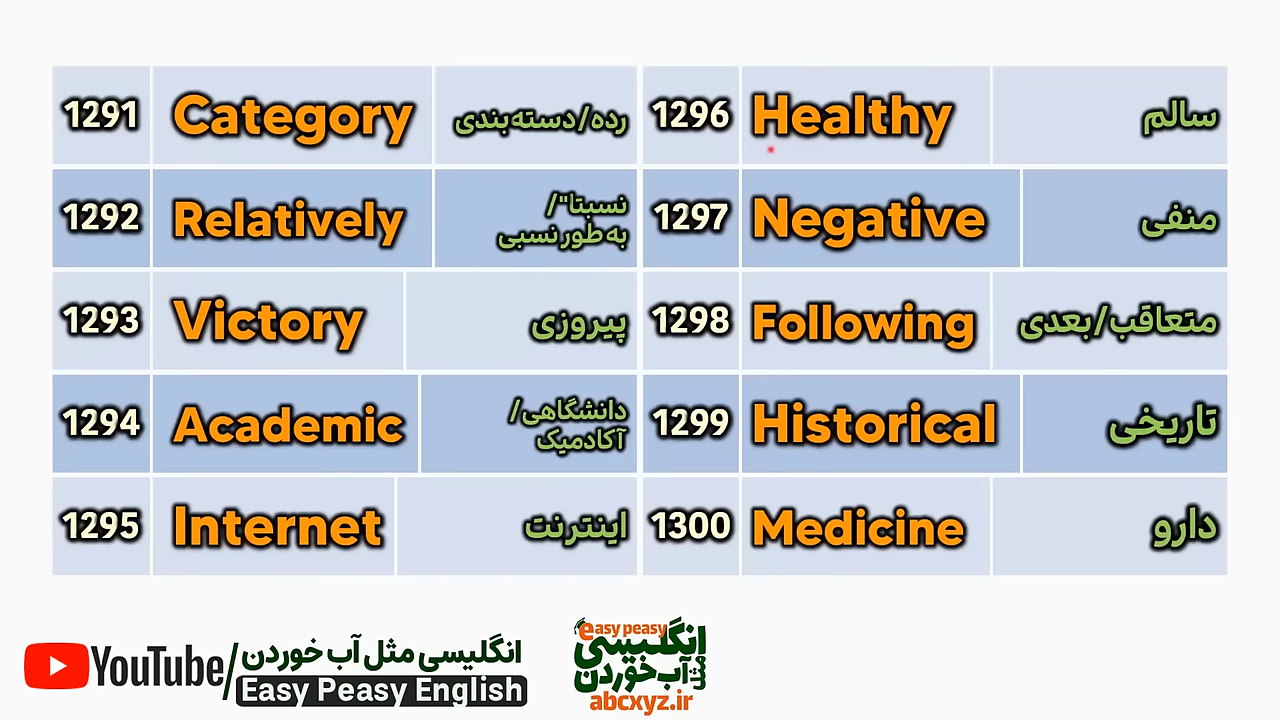 1291 Category رده/دسته‌بندی
1292 Relatively نسبتا"/
به‌طور نسبی
1293 Victory پیروزی
1294 Academic دانشگاهی/
آکادمیک
1295 Internet اینترنت
1296 Healthy سالم
1297 Negative منفی
1298 Following متعاقب/بعدی
1299 Historical تاریخی
1300 Medicine دارو
YouTube/انگلیسی مثل آب خوردن
Easy Peasy English
easy peasy
انگلیسی
مثل آب خوردن
abcxyz.ir